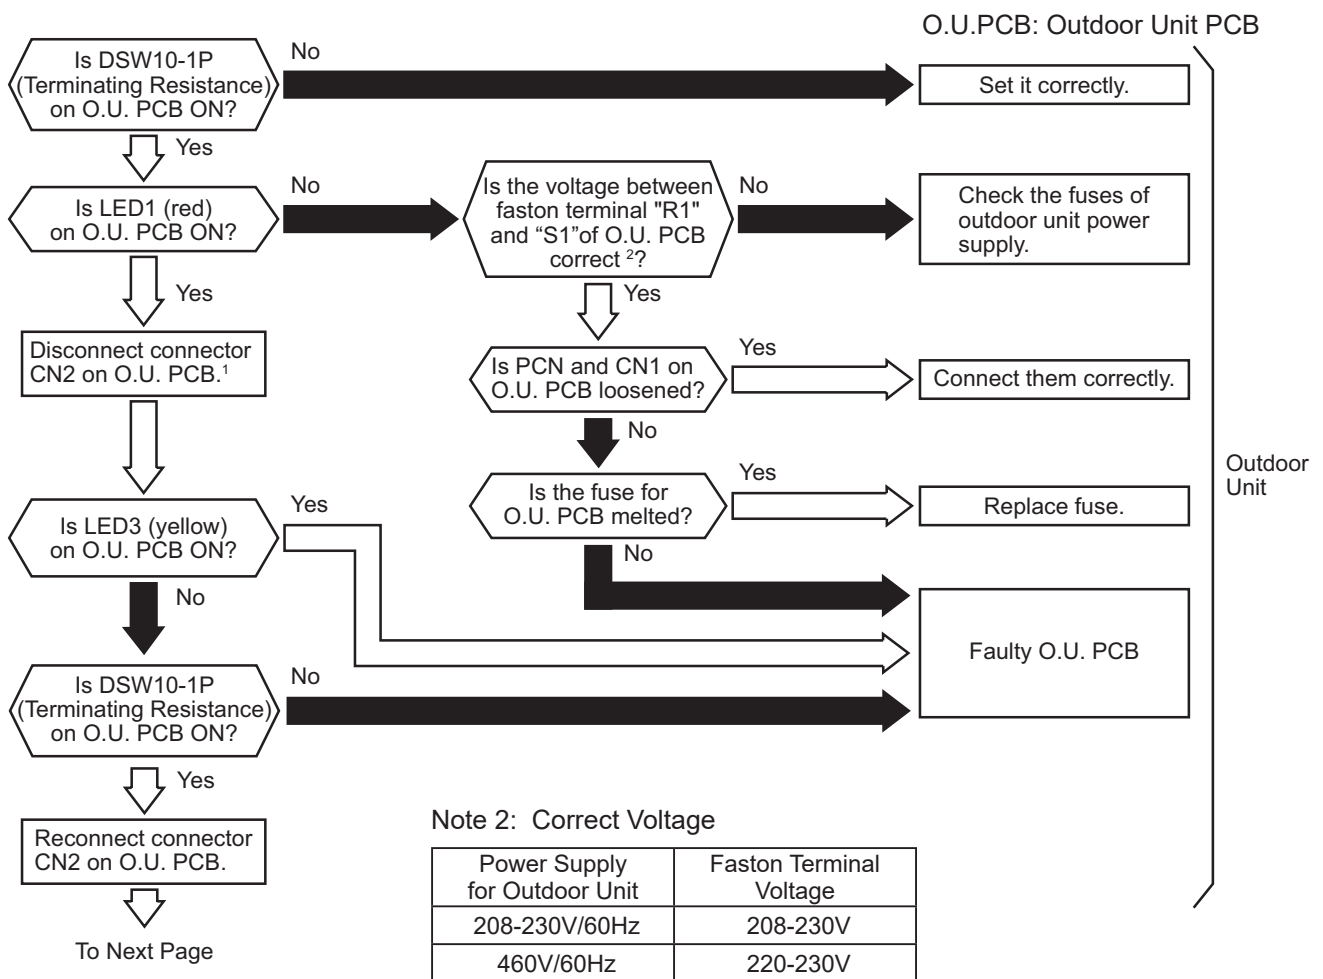 O.U.PCB: Outdoor Unit PCB
Is DSW10-1P
(Terminating Resistance)
on O.U. PCB ON?
No
Set it correctly.
Yes
Is LED1 (red)
on O.U. PCB ON?
No
Is the voltage between
faston terminal "R1"
and “S1”of O.U. PCB
correct ²?
No
Check the fuses of
outdoor unit power
supply.
Yes
Yes
Disconnect connector
CN2 on O.U. PCB.¹
Is PCN and CN1 on
O.U. PCB loosened?
Yes
Connect them correctly.
No
Is the fuse for
O.U. PCB melted?
Yes
Replace fuse.
Outdoor
Unit
Is LED3 (yellow)
on O.U. PCB ON?
Yes
No
No
Faulty O.U. PCB
Is DSW10-1P
(Terminating Resistance)
on O.U. PCB ON?
No
Yes
Reconnect connector
CN2 on O.U. PCB.
To Next Page
Note 2: Correct Voltage
Power Supply
for Outdoor Unit
Faston Terminal
Voltage
208-230V/60Hz
208-230V
460V/60Hz
220-230V